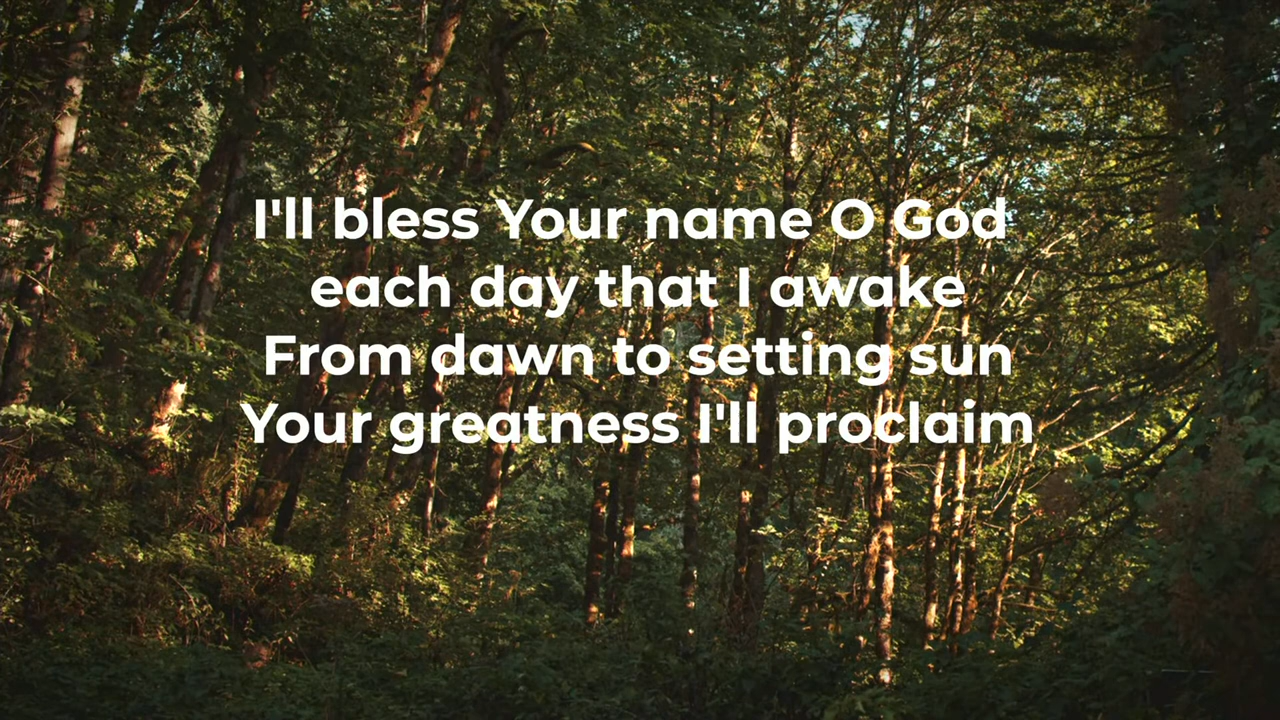 I'll bless Your name O God
each day that I awake
From dawn to setting sun
Your greatness I'll proclaim